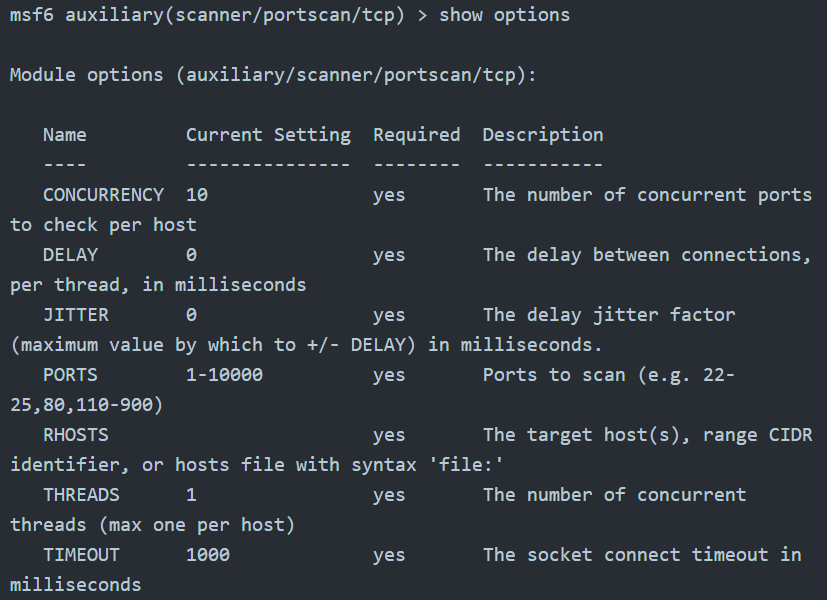 msf6 auxiliary(scanner/portscan/tcp) > show options
Module options (auxiliary/scanner/portscan/tcp):
Name Current Setting Required Description
---- --------------- -------- -----------
CONCURRENCY 10 yes The number of concurrent ports
to check per host
DELAY 0 yes The delay between connections,
per thread, in milliseconds
JITTER 0 yes The delay jitter factor
(maximum value by which to +/- DELAY) in milliseconds.
PORTS 1-10000 yes Ports to scan (e.g. 22-
25,80,110-900)
RHOSTS yes The target host(s), range CIDR
identifier, or hosts file with syntax 'file:'
THREADS 1 yes The number of concurrent
threads (max one per host)
TIMEOUT 1000 yes The socket connect timeout in
milliseconds